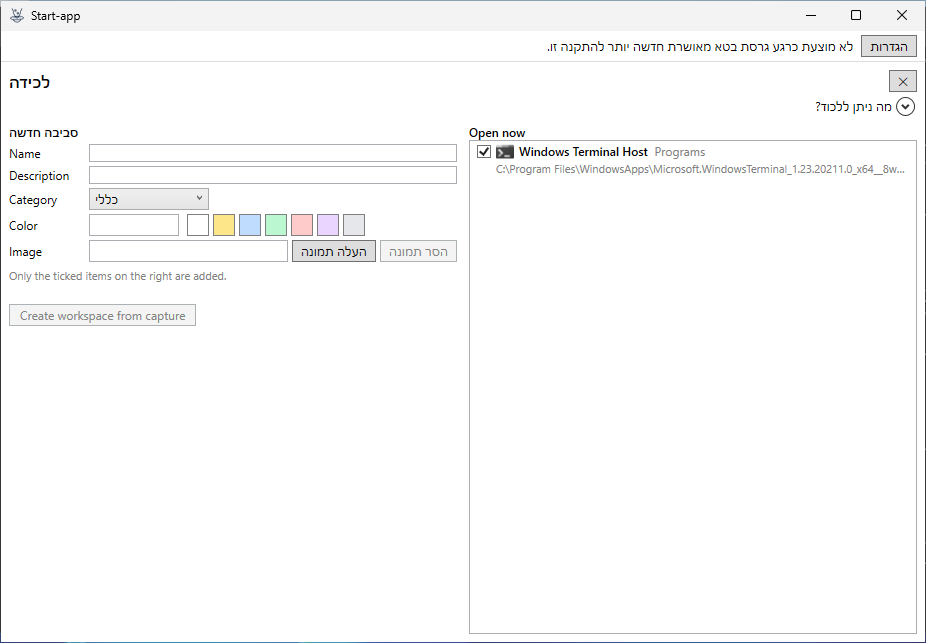 Start-app
לא מוצעת כרגע גרסת בטא מאושרת חדשה יותר להתקנה זו.
הגדרות
לכידה
מה ניתן ללכוד?
סביבה חדשה
Name
Description
Category
כללי
Color
Image
העלה תמונה
הסר תמונה
Only the ticked items on the right are added.
Create workspace from capture
Open now
Windows Terminal Host Programs
C:\Program Files\WindowsApps\Microsoft.WindowsTerminal_1.23.20211.0_x64__8w...